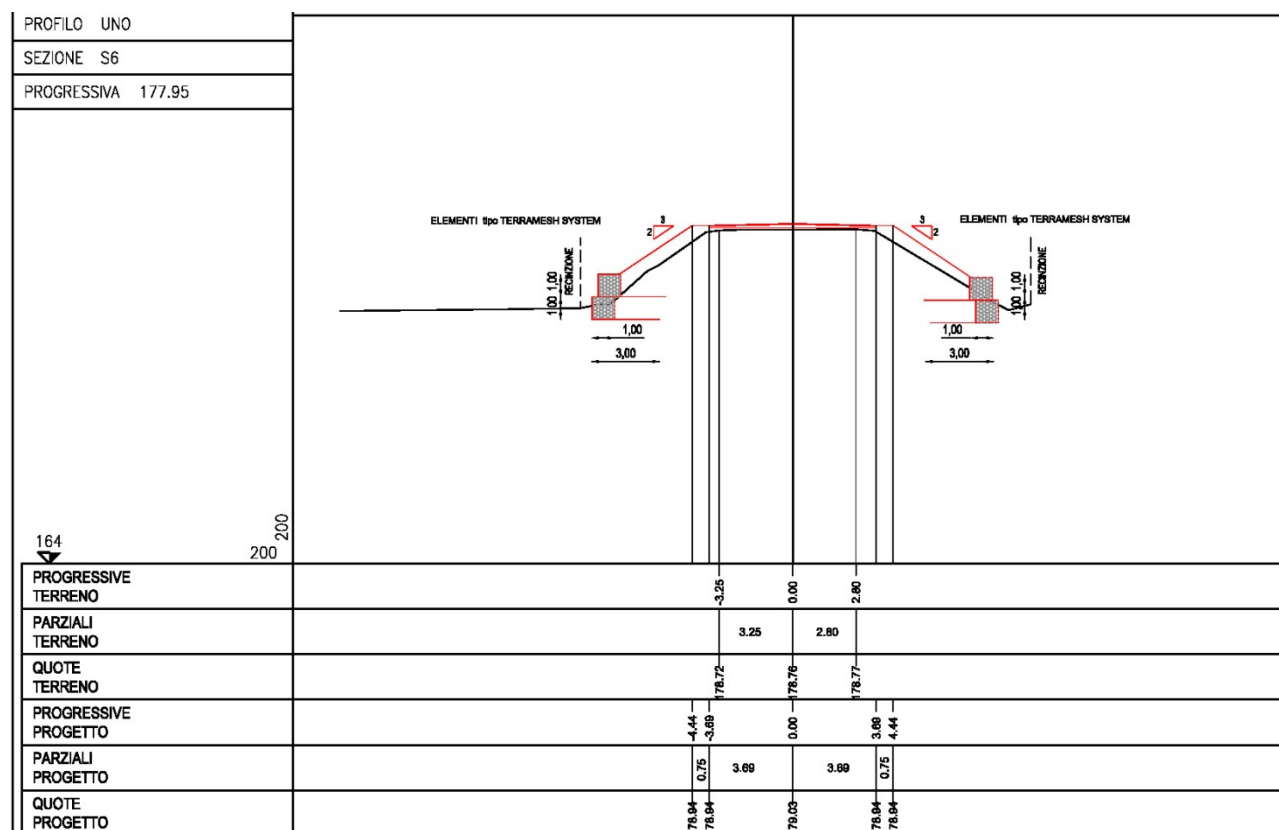 PROFILO UNO
SEZIONE S6
PROGRESSIVA 177.95
ELEMENTI tipo TERRAMESH SYSTEM
3
2
3
2
ELEMENTI tipo TERRAMESH SYSTEM
RECINZIONE
1,00
1,00
1,00
3,00
RECINZIONE
1,00
1,00
1,00
3,00
164
200
200
PROGRESSIVE
TERRENO
-3.25 0.00 2.80
PARZIALI
TERRENO
3.25 2.80
QUOTE
TERRENO
178.72 178.76 178.77
PROGRESSIVE
PROGETTO
-4.44 -3.69 0.00 3.69 4.44
PARZIALI
PROGETTO
0.75 3.69 3.69 0.75
QUOTE
PROGETTO
78.94 78.94 79.03 78.94 78.94